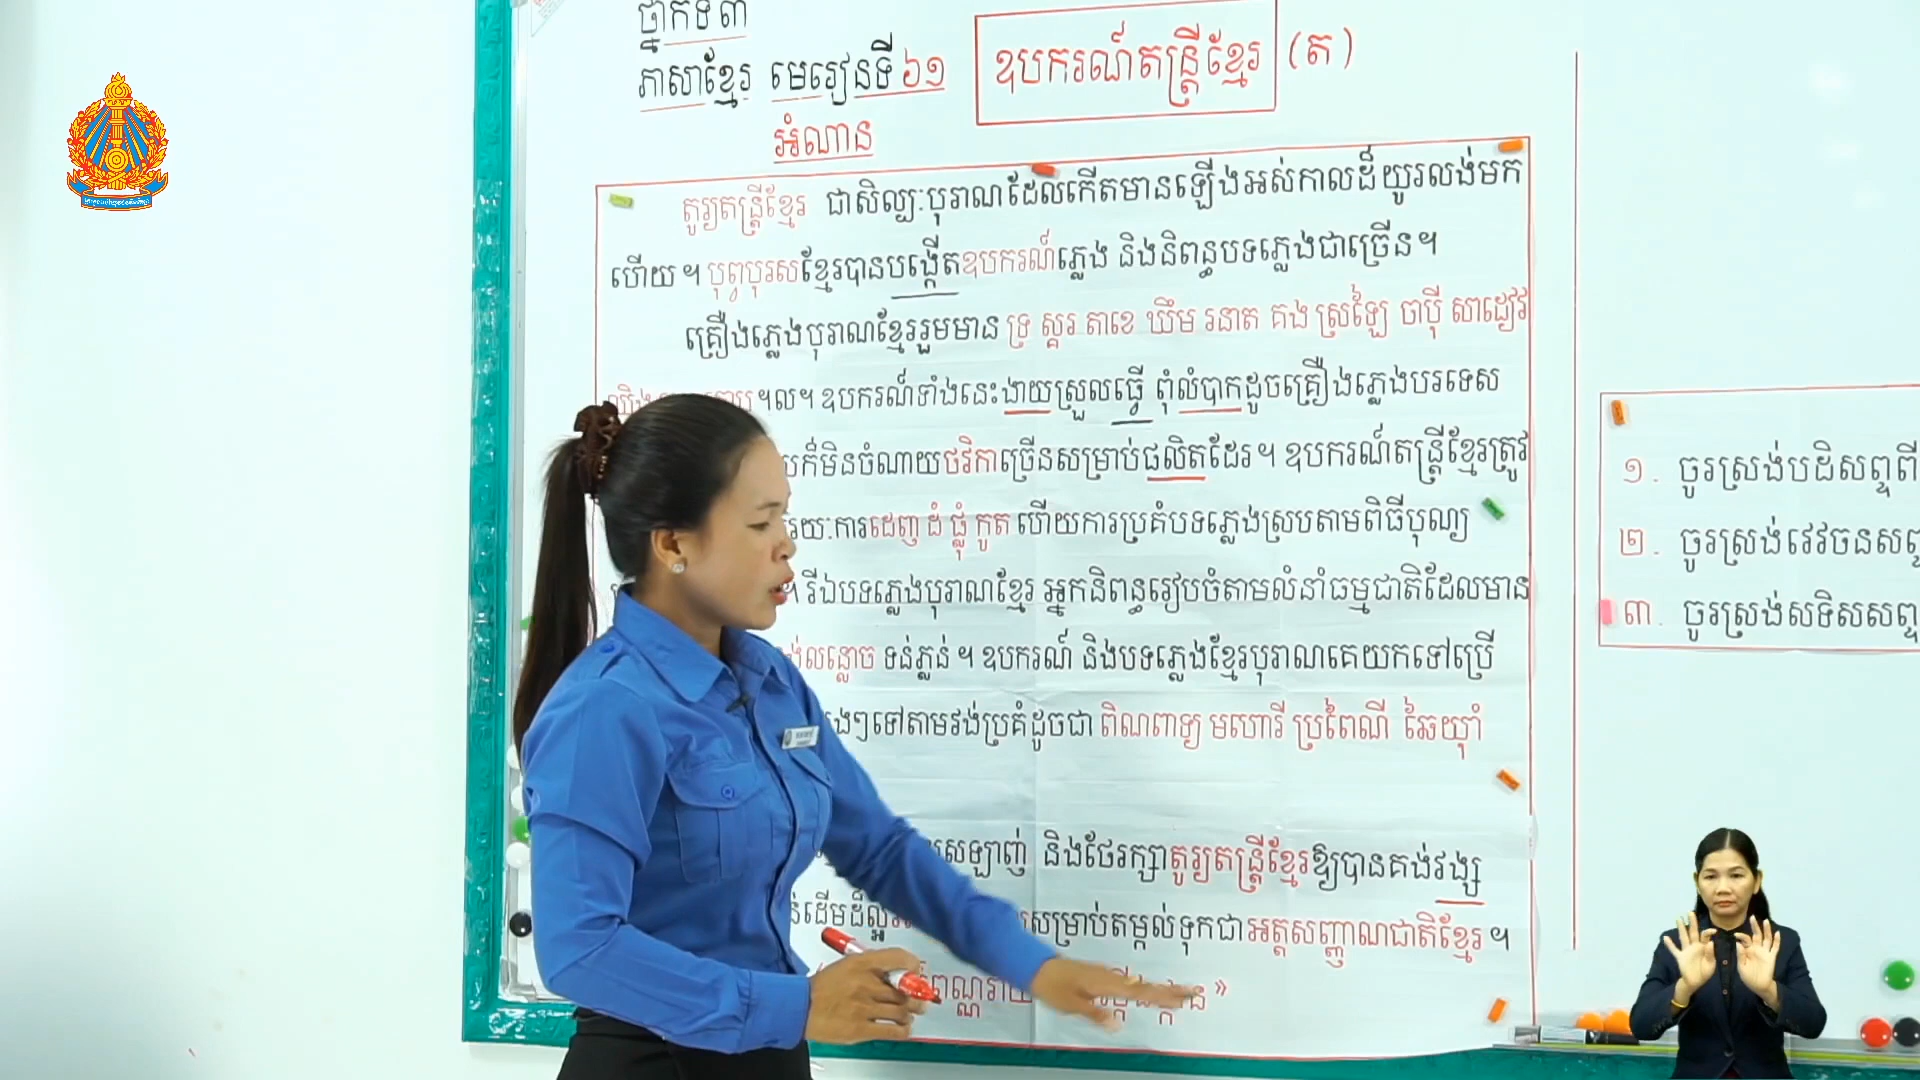 ថ្នាក់ទី៣
ភាសាខ្មែរ មេរៀនទី៦១ ឧបករណ៍តន្ត្រីខ្មែរ (ត)
អំណាន
តូរ្យតន្ត្រីខ្មែរ ជាសិល្បៈបុរាណដែលកើតមានឡើងអស់កាលដ៏យូរលង់មក
ហើយ។ បុព្វបុរសខ្មែរបានបង្កើតឧបករណ៍ភ្លេង និងនិពន្ធបទភ្លេងជាច្រើន។
គ្រឿងភ្លេងបុរាណខ្មែររួមមាន ទ្រ ស្គរ តាខេ ឃឹម រនាត គង ស្រឡៃ ចាប៉ី សាដៀវ
ឈិង ។ល។ ឧបករណ៍ទាំងនេះងាយស្រួលធ្វើ ពុំលំបាកដូចគ្រឿងភ្លេងបរទេស
ក៏មិនចំណាយថវិកាច្រើនសម្រាប់ផលិតដែរ។ ឧបករណ៍តន្ត្រីខ្មែរត្រូវ
ការដេញ ដំ ផ្លុំ កូត ហើយការប្រគំបទភ្លេងស្របតាមពិធីបុណ្យ
។ រីឯបទភ្លេងបុរាណខ្មែរ អ្នកនិពន្ធរៀបចំតាមលំនាំធម្មជាតិដែលមាន
លន្លោច ទន់ភ្លន់។ ឧបករណ៍ និងបទភ្លេងខ្មែរបុរាណគេយកទៅប្រើ
ៗទៅតាមវង់ប្រគំដូចជា ពិណពាទ្យ មហោរី ប្រពៃណី ឆៃយ៉ាំ
ស្រឡាញ់ និងថែរក្សាតូរ្យតន្ត្រីខ្មែរឱ្យបានគង់វង្ស
ដើមដ៏ល្អ សម្រាប់តម្កល់ទុកជាអត្តសញ្ញាណជាតិខ្មែរ។
១. ចូរស្រង់បដិសព្ទពី
២. ចូរស្រង់វេវចនសព្ទ
៣. ចូរស្រង់សទិសសព្ទ